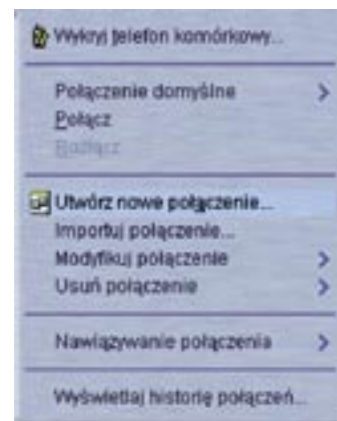 Wykryj telefon komórkowy...
Połączenie domyślne
Połącz
Rozłącz
Utwórz nowe połączenie...
Importuj połączenie...
Modyfikuj połączenie
Usuń połączenie
Nawiązywanie połączenia
Wyświetlaj historię połączeń...